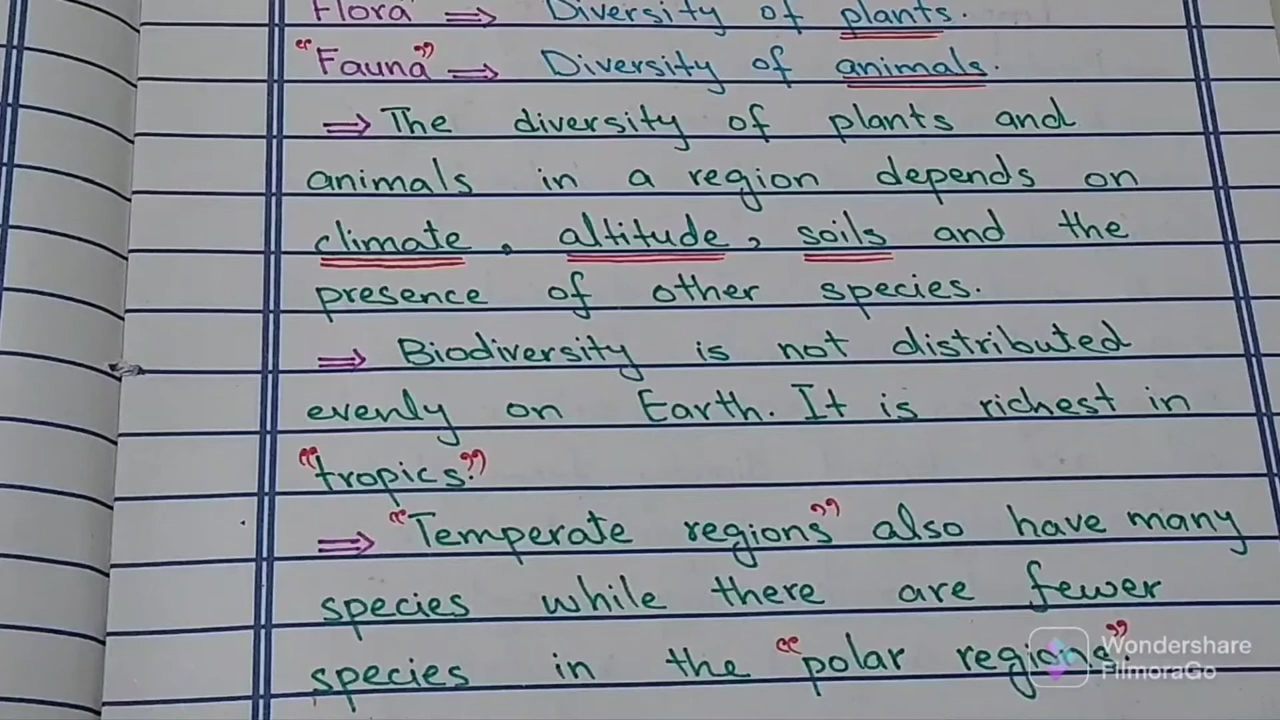 Flora ⇒ Diversity of plants.
"Fauna" → Diversity of animals.
⇒ The diversity of plants and
animals in a region depends on
climate, altitude, soils and the
presence of other species.
⇒ Biodiversity is not distributed
evenly on Earth. It is richest in
"tropics."
⇒ "Temperate regions" also have many
species while there are fewer
species in the "polar regions".
Wondershare
FilmoraGo